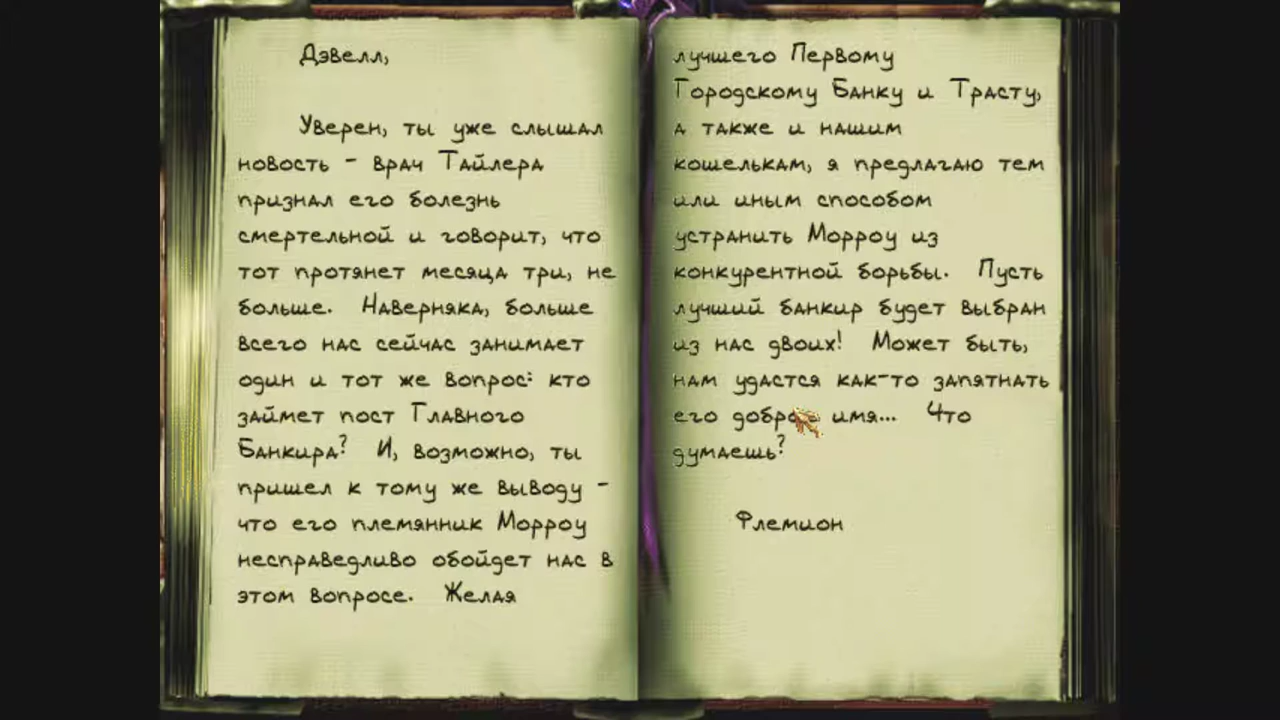 Дэвелл,
Уверен, ты уже слышал
новость - врач Тайлера
признал его болезнь
смертельной и говорит, что
тот протянет месяца три, не
больше. Наверняка, больше
всего нас сейчас занимает
один и тот же вопрос: кто
займет пост Главного
Банкира? И, возможно, ты
пришел к тому же выводу -
что его племянник Морроу
несправедливо обойдет нас в
этом вопросе. Желая
лучшего Первому
Городскому Банку и Трасту,
а также и нашим
кошелькам, я предлагаю тем
или иным способом
устранить Морроу из
конкурентной борьбы. Пусть
лучший банкир будет выбран
из нас двоих! Может быть,
нам удастся как-то запятнать
его доброе имя... Что
думаешь?
Флемион